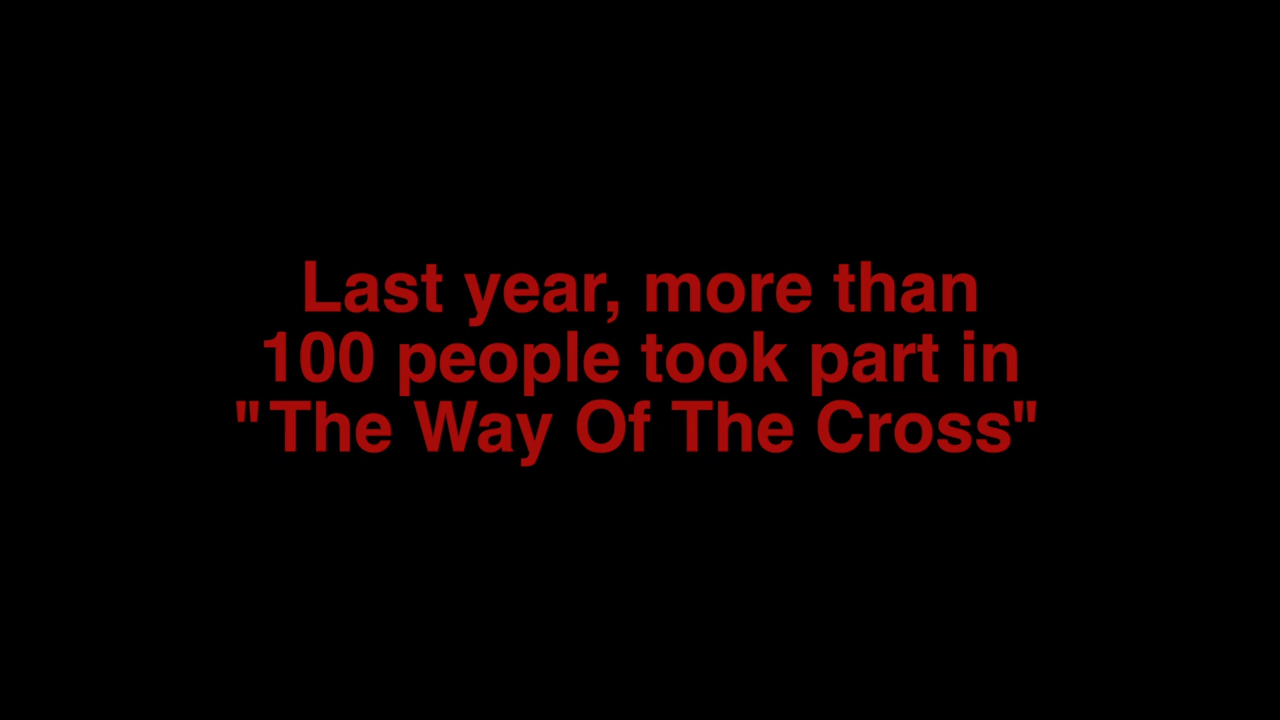 Last year, more than
100 people took part in
"The Way Of The Cross"